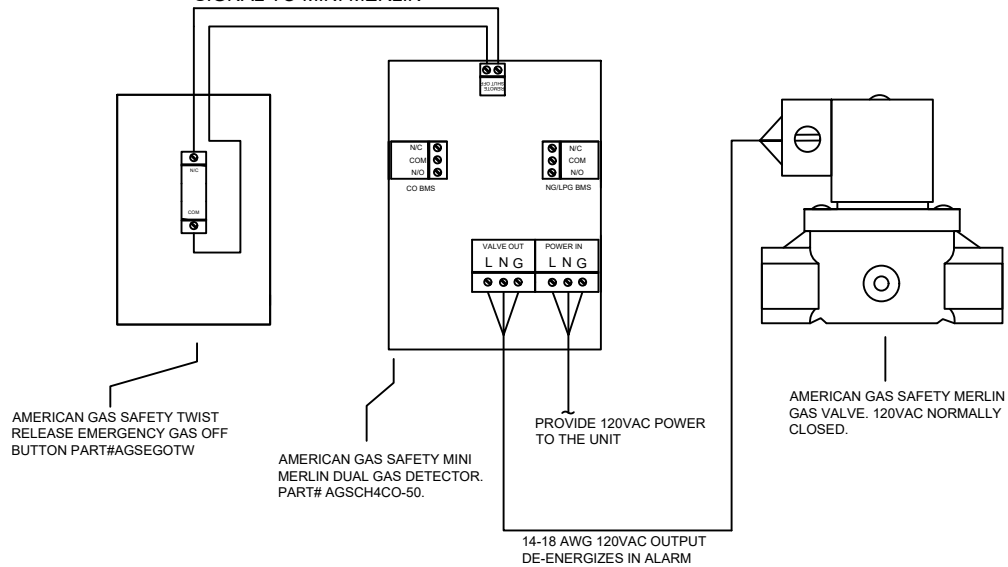 SIGNAL TO MINI MERLIN
REMOTE
SHUT OFF
N/C
COM
N/C
COM
N/O
CO BMS
N/C
COM
N/O
NG/LPG BMS
VALVE OUT
L N G
POWER IN
L N G
AMERICAN GAS SAFETY TWIST
RELEASE EMERGENCY GAS OFF
BUTTON PART#AGSEGOTW
AMERICAN GAS SAFETY MINI
MERLIN DUAL GAS DETECTOR.
PART# AGSCH4CO-50.
PROVIDE 120VAC POWER
TO THE UNIT
AMERICAN GAS SAFETY MERLIN
GAS VALVE. 120VAC NORMALLY
CLOSED.
14-18 AWG 120VAC OUTPUT
DE-ENERGIZES IN ALARM